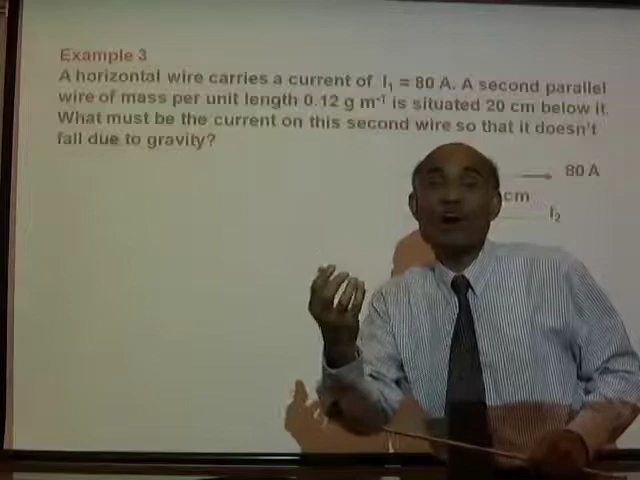 Example 3
A horizontal wire carries a current of I₁ = 80 A. A second parallel
wire of mass per unit length 0.12 g m⁻¹ is situated 20 cm below it.
What must be the current on this second wire so that it doesn't
fall due to gravity?
80 A
cm
I₂